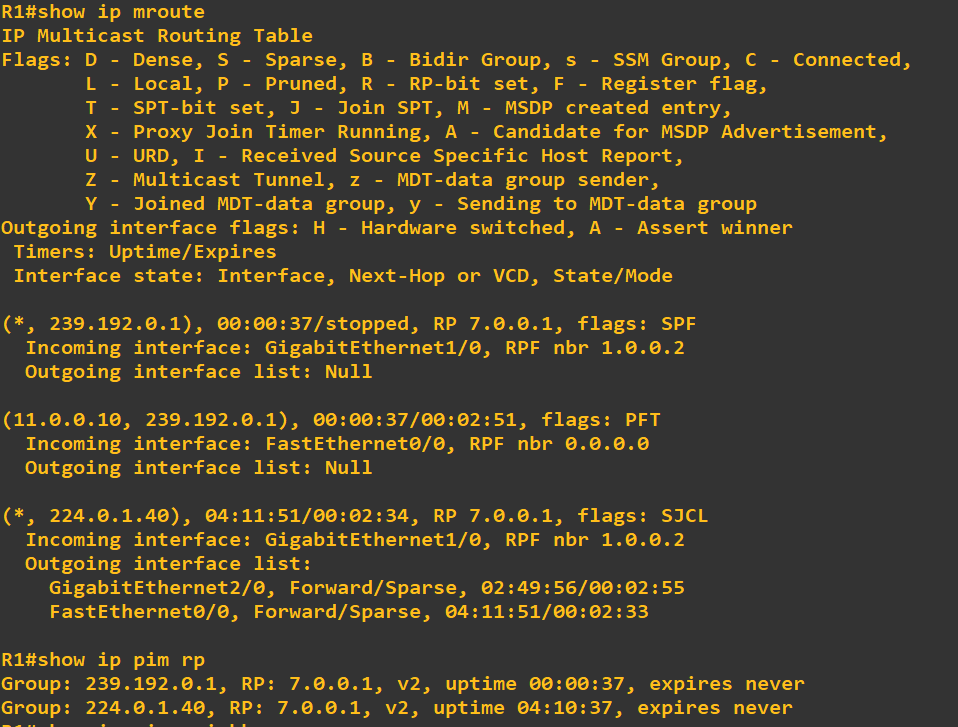 R1#show ip mroute
IP Multicast Routing Table
Flags: D - Dense, S - Sparse, B - Bidir Group, s - SSM Group, C - Connected,
       L - Local, P - Pruned, R - RP-bit set, F - Register flag,
       T - SPT-bit set, J - Join SPT, M - MSDP created entry,
       X - Proxy Join Timer Running, A - Candidate for MSDP Advertisement,
       U - URD, I - Received Source Specific Host Report,
       Z - Multicast Tunnel, z - MDT-data group sender,
       Y - Joined MDT-data group, y - Sending to MDT-data group
Outgoing interface flags: H - Hardware switched, A - Assert winner
 Timers: Uptime/Expires
 Interface state: Interface, Next-Hop or VCD, State/Mode

(*, 239.192.0.1), 00:00:37/stopped, RP 7.0.0.1, flags: SPF
  Incoming interface: GigabitEthernet1/0, RPF nbr 1.0.0.2
  Outgoing interface list: Null

(11.0.0.10, 239.192.0.1), 00:00:37/00:02:51, flags: PFT
  Incoming interface: FastEthernet0/0, RPF nbr 0.0.0.0
  Outgoing interface list: Null

(*, 224.0.1.40), 04:11:51/00:02:34, RP 7.0.0.1, flags: SJCL
  Incoming interface: GigabitEthernet1/0, RPF nbr 1.0.0.2
  Outgoing interface list:
    GigabitEthernet2/0, Forward/Sparse, 02:49:56/00:02:55
    FastEthernet0/0, Forward/Sparse, 04:11:51/00:02:33

R1#show ip pim rp
Group: 239.192.0.1, RP: 7.0.0.1, v2, uptime 00:00:37, expires never
Group: 224.0.1.40, RP: 7.0.0.1, v2, uptime 04:10:37, expires never